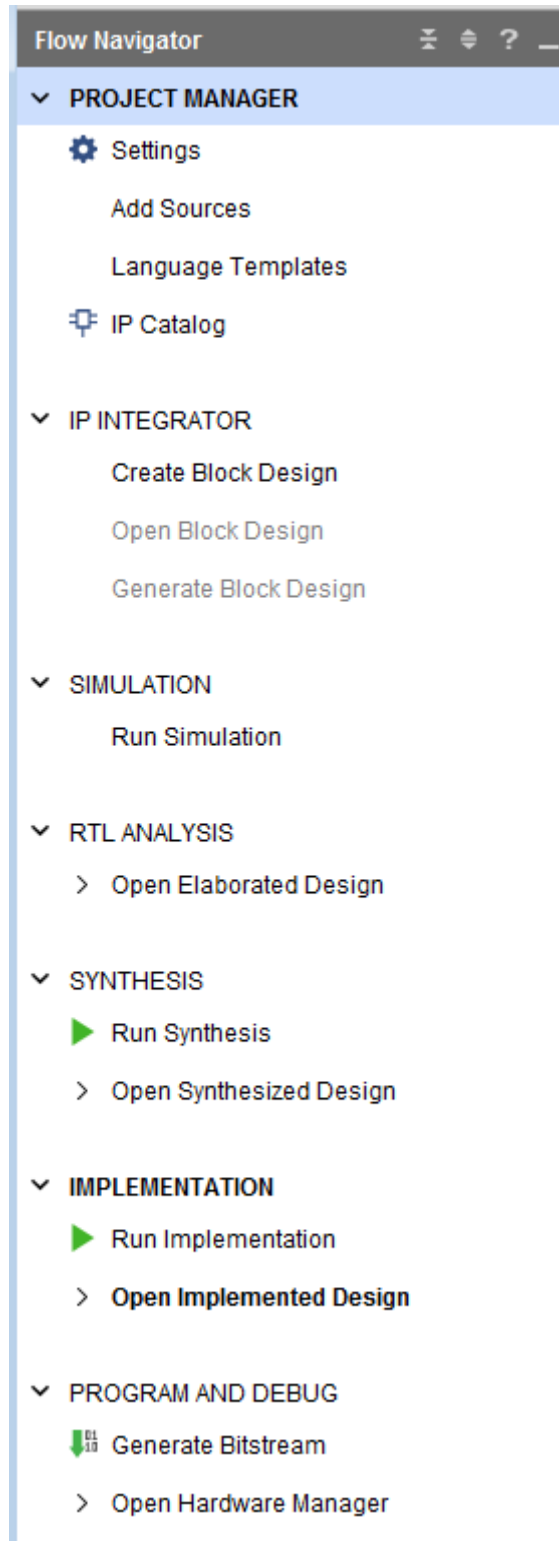 Flow Navigator ?
PROJECT MANAGER
Settings
Add Sources
Language Templates
IP Catalog
IP INTEGRATOR
Create Block Design
Open Block Design
Generate Block Design
SIMULATION
Run Simulation
RTL ANALYSIS
Open Elaborated Design
SYNTHESIS
Run Synthesis
Open Synthesized Design
IMPLEMENTATION
Run Implementation
Open Implemented Design
PROGRAM AND DEBUG
Generate Bitstream
Open Hardware Manager